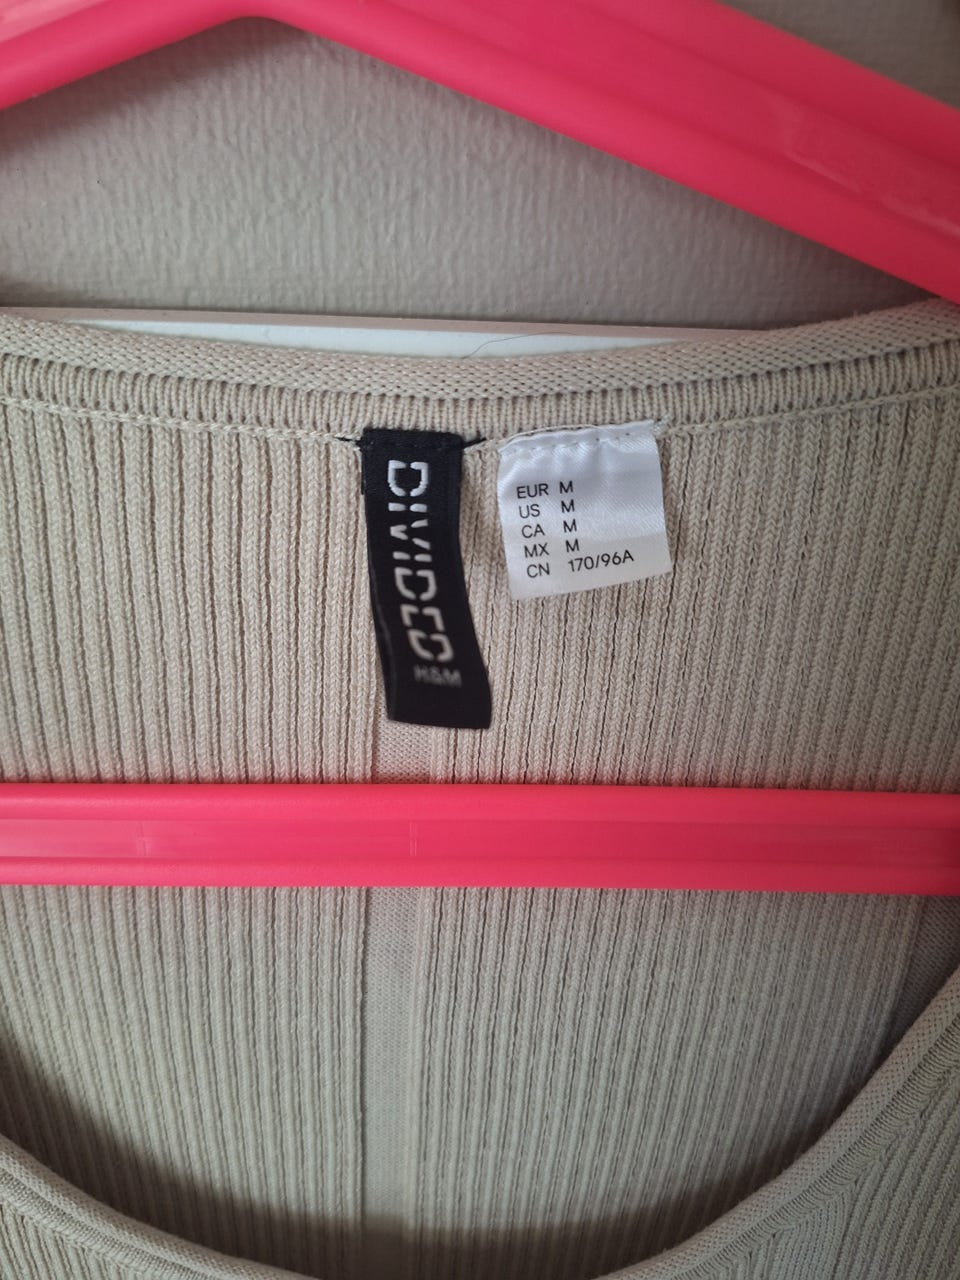 DIVIDED
H&M
EUR M
US M
CA M
MX M
CN 170/96A